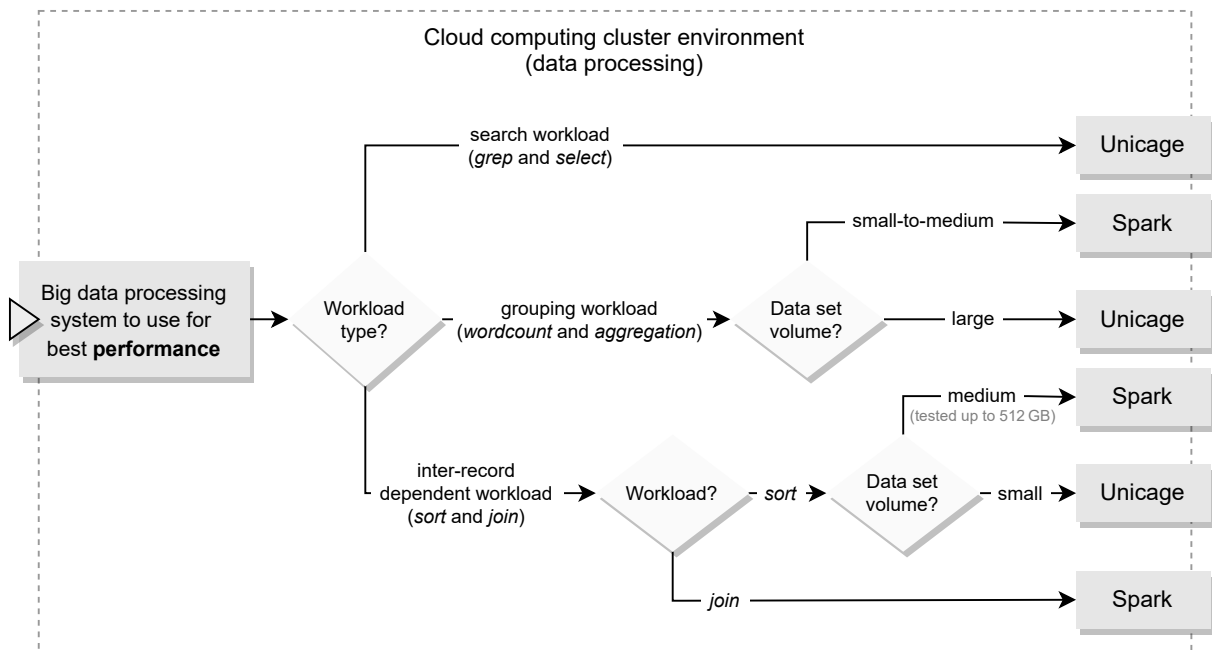 Cloud computing cluster environment
(data processing)
search workload
(grep and select)
Unicage
small-to-medium
Spark
Big data processing
system to use for
best performance
Workload
type?
grouping workload
(wordcount and aggregation)
Data set
volume?
large
Unicage
medium
(tested up to 512 GB)
Spark
inter-record
dependent workload
(sort and join)
Workload?
sort
Data set
volume?
small
Unicage
join
Spark